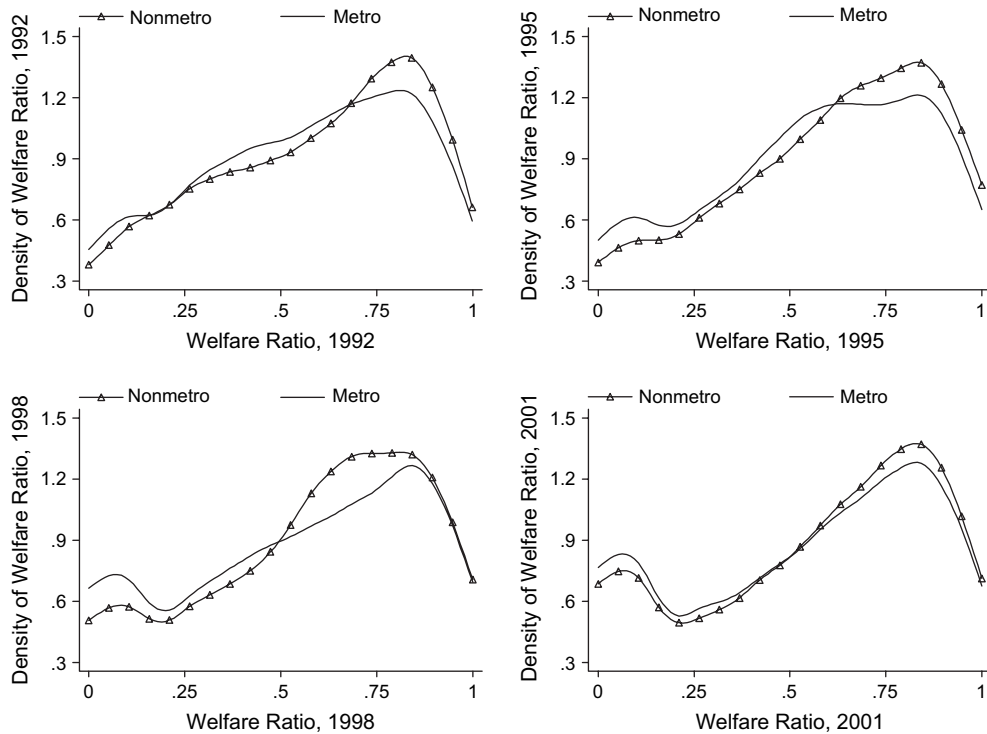 Nonmetro Metro
Density of Welfare Ratio, 1992
1.5
1.2
.9
.6
.3
0 .25 .5 .75 1
Welfare Ratio, 1992
Nonmetro Metro
Density of Welfare Ratio, 1995
1.5
1.2
.9
.6
.3
0 .25 .5 .75 1
Welfare Ratio, 1995
Nonmetro Metro
Density of Welfare Ratio, 1998
1.5
1.2
.9
.6
.3
0 .25 .5 .75 1
Welfare Ratio, 1998
Nonmetro Metro
Density of Welfare Ratio, 2001
1.5
1.2
.9
.6
.3
0 .25 .5 .75 1
Welfare Ratio, 2001